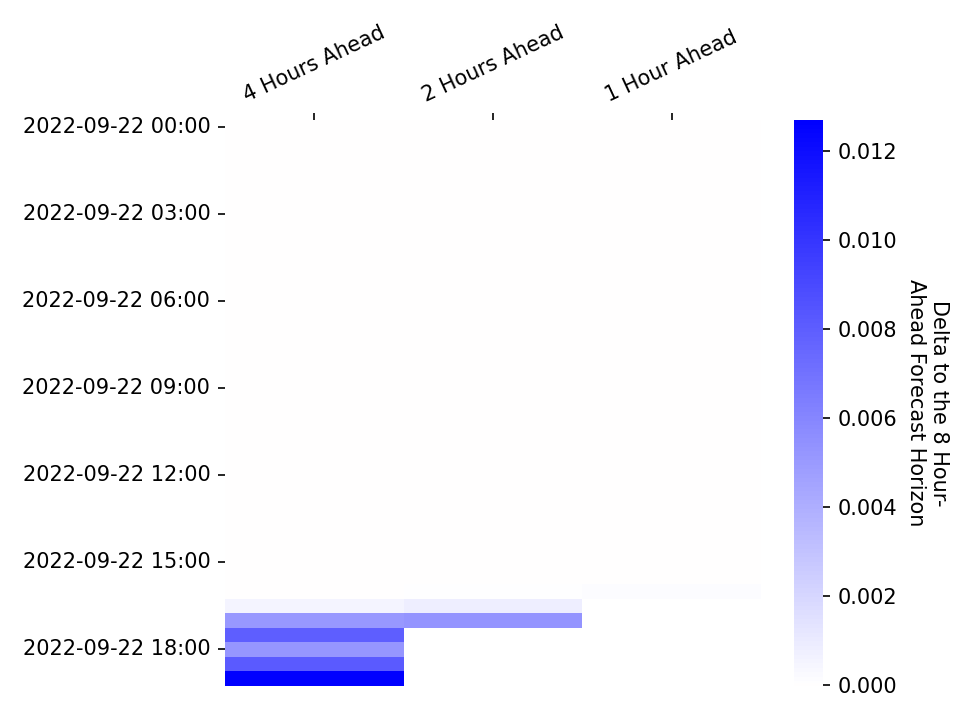 4 Hours Ahead
2 Hours Ahead
1 Hour Ahead
2022-09-22 00:00
2022-09-22 03:00
2022-09-22 06:00
2022-09-22 09:00
2022-09-22 12:00
2022-09-22 15:00
2022-09-22 18:00
0.012
0.010
0.008
0.006
0.004
0.002
0.000
Delta to the 8 Hour-
Ahead Forecast Horizon